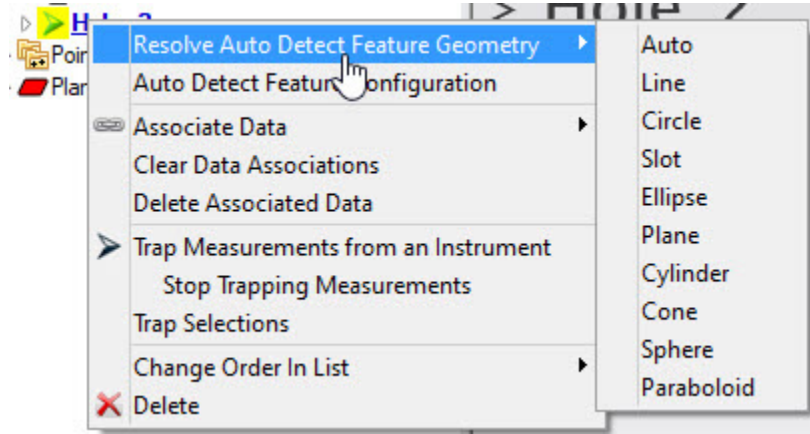 > Hole 2
Resolve Auto Detect Feature Geometry
Auto Detect Feature Configuration
Associate Data
Clear Data Associations
Delete Associated Data
Trap Measurements from an Instrument
Stop Trapping Measurements
Trap Selections
Change Order In List
Delete
Auto
Line
Circle
Slot
Ellipse
Plane
Cylinder
Cone
Sphere
Paraboloid